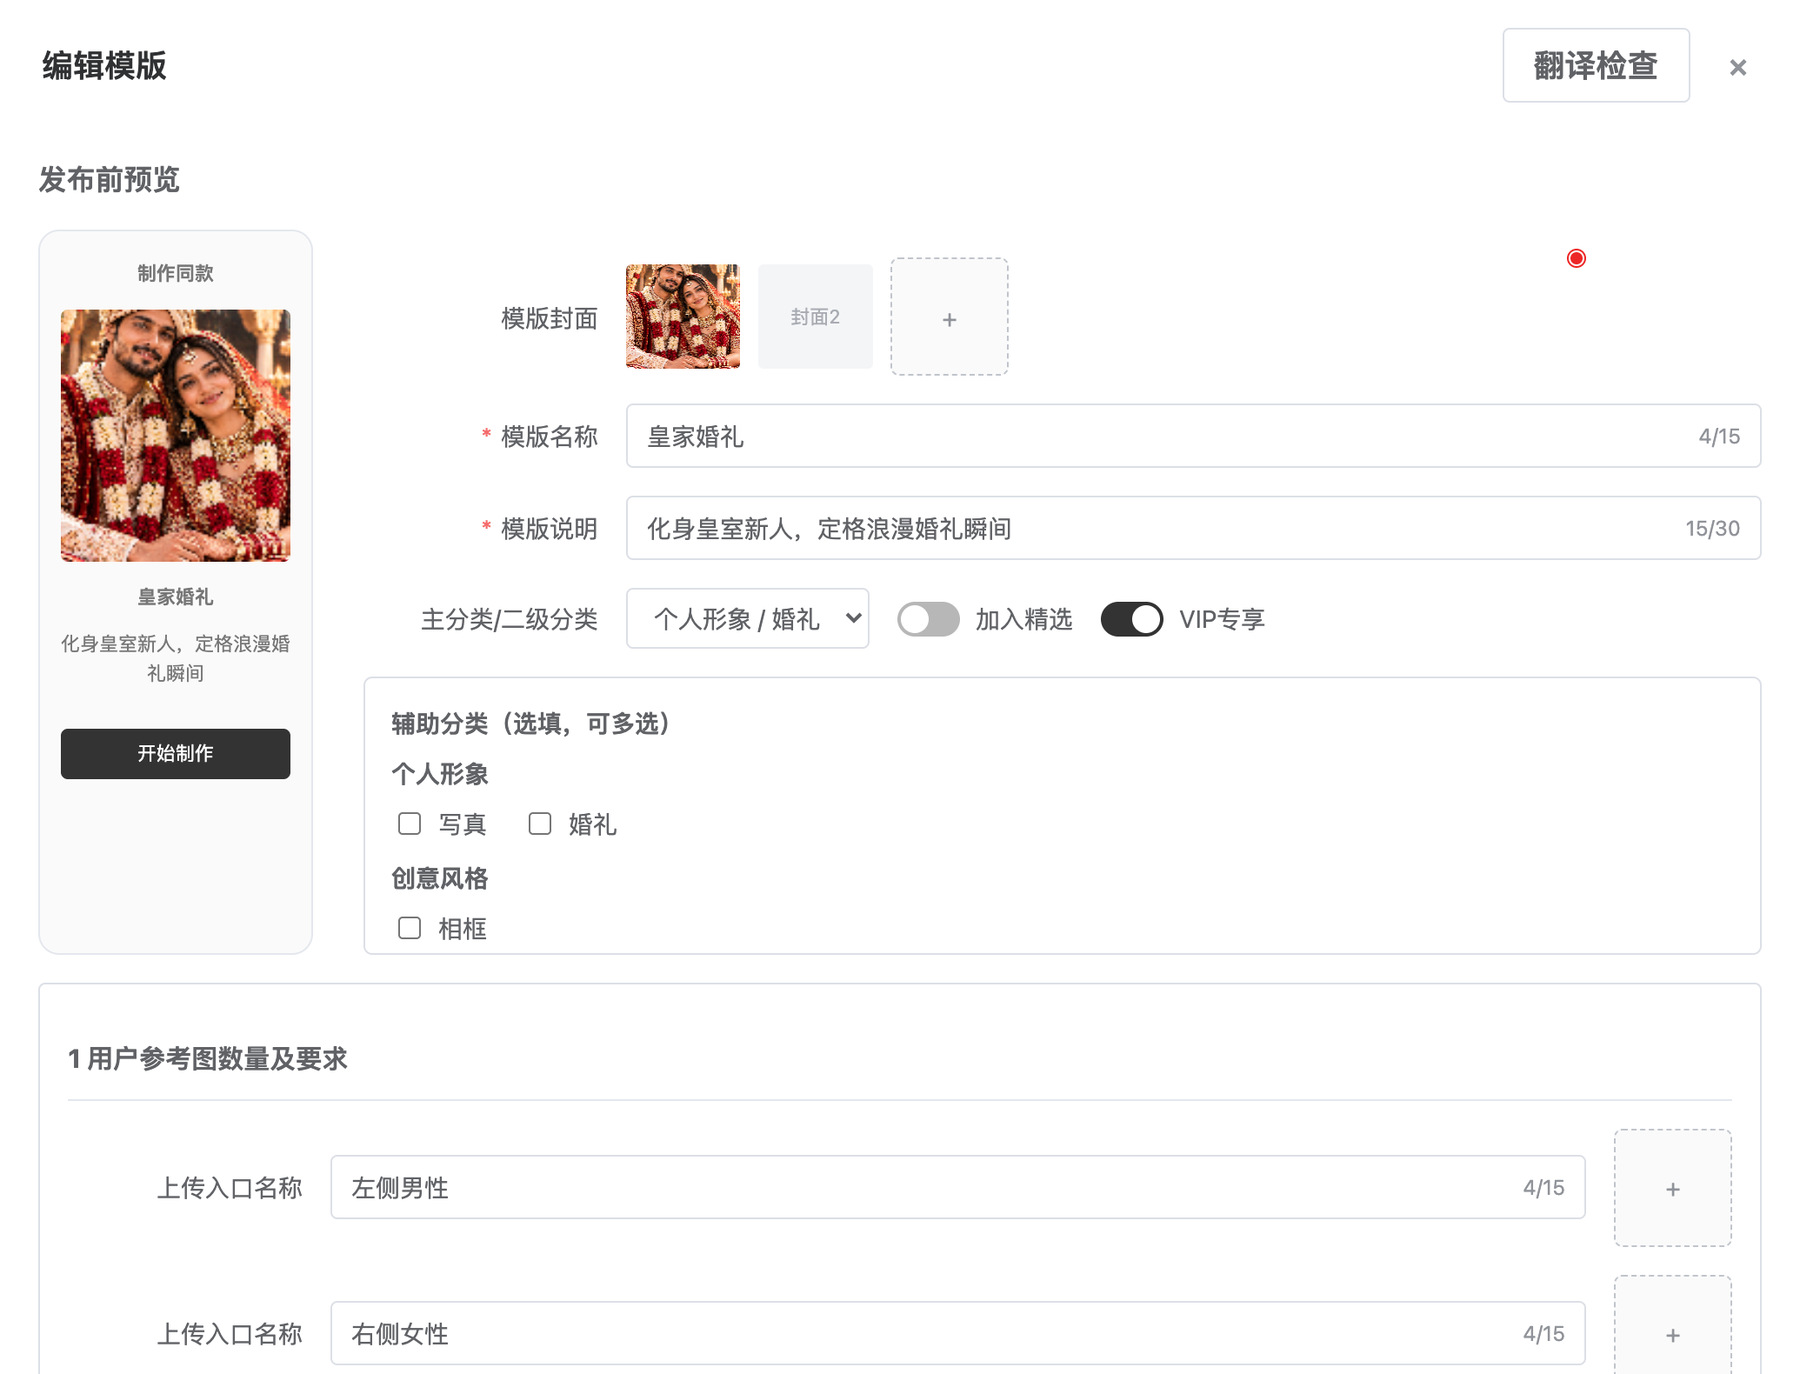 编辑模版
翻译检查
×
发布前预览
制作同款
皇家婚礼
化身皇室新人，定格浪漫婚
礼瞬间
开始制作
模版封面
封面2
+
* 模版名称
皇家婚礼
4/15
* 模版说明
化身皇室新人，定格浪漫婚礼瞬间
15/30
主分类/二级分类
个人形象 / 婚礼
加入精选
VIP专享
辅助分类（选填，可多选）
个人形象
写真
婚礼
创意风格
相框
1 用户参考图数量及要求
上传入口名称
左侧男性
4/15
+
上传入口名称
右侧女性
4/15
+